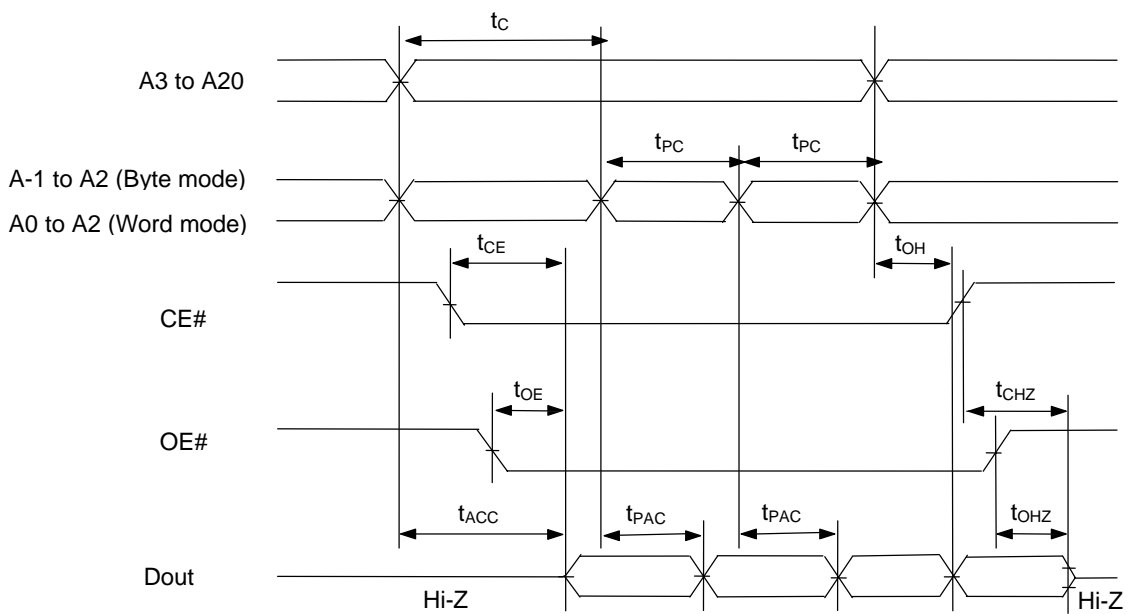 tC
A3 to A20
tPC tPC
A-1 to A2 (Byte mode)
A0 to A2 (Word mode)
tCE
tOH
CE#
tOE
tCHZ
OE#
tACC
tPAC
tPAC
tOHZ
Dout
Hi-Z
Hi-Z